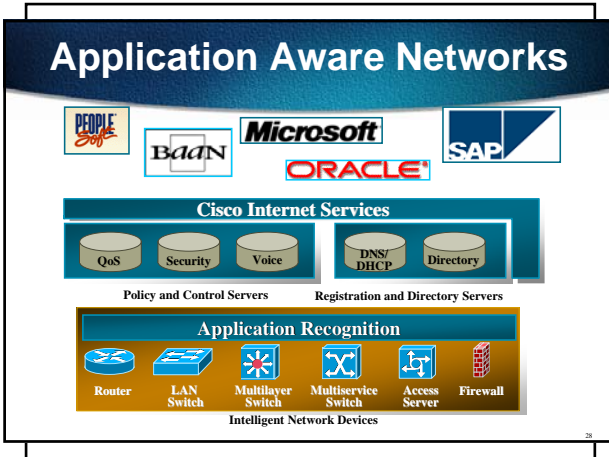 Application Aware Networks
PEOPLE
Soft
BaaN
Microsoft
ORACLE
SAP
Cisco Internet Services
QoS
Security
Voice
DNS/
DHCP
Directory
Policy and Control Servers
Registration and Directory Servers
Application Recognition
Router
LAN
Switch
Multilayer
Switch
Multiservice
Switch
Access
Server
Firewall
Intelligent Network Devices
28